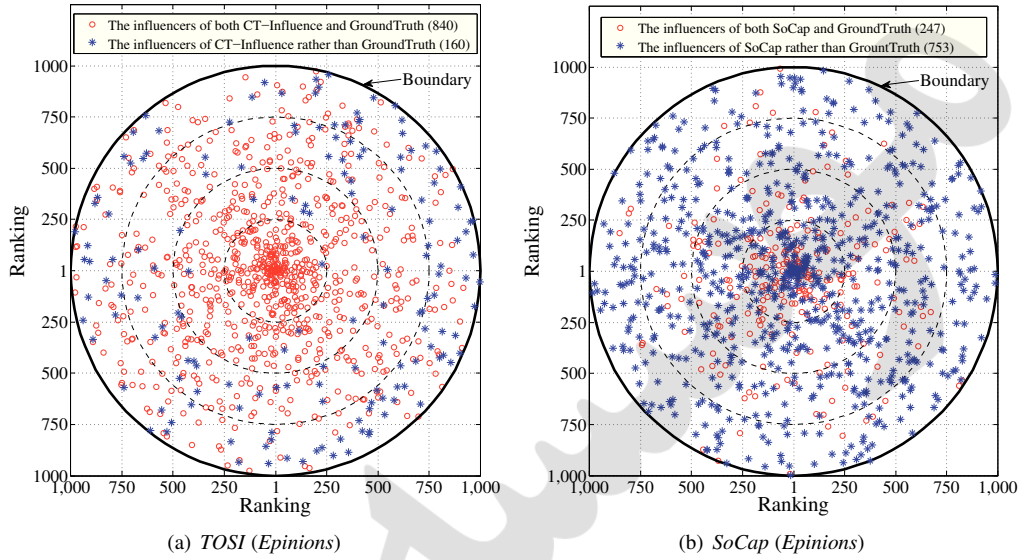 The influencers of both CT-Influence and GroundTruth (840)
The influencers of CT-Influence rather than GroundTruth (160)
1000
Boundary
750
500
250
1
250
500
750
1000
1,000 750 500 250 1 250 500 750 1,000
Ranking
Ranking
(a) TOSI (Epinions)
The influencers of both SoCap and GroundTruth (247)
The influencers of SoCap rather than GrountTruth (753)
1000
Boundary
750
500
250
1
250
500
750
1000
1,000 750 500 250 1 250 500 750 1,000
Ranking
Ranking
(b) SoCap (Epinions)